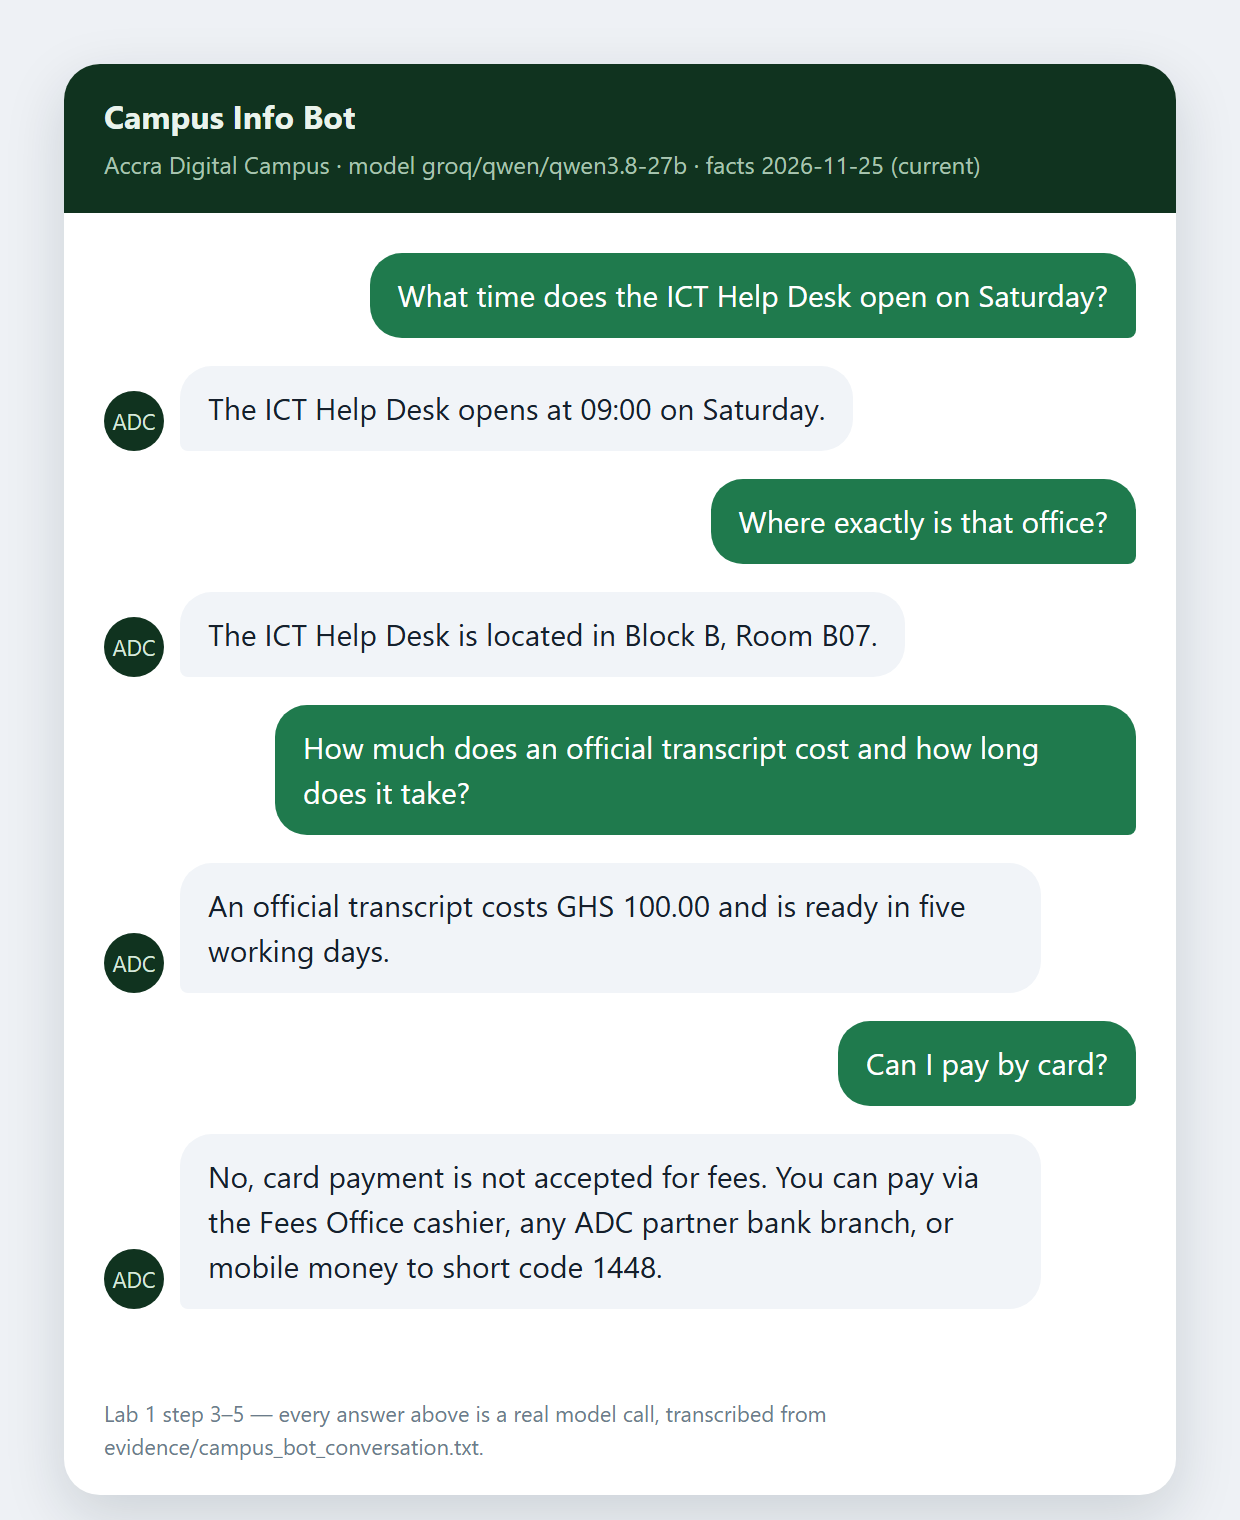 Campus Info Bot
Accra Digital Campus · model groq/qwen/qwen3.8-27b · facts 2026-11-25 (current)
What time does the ICT Help Desk open on Saturday?
ADC
The ICT Help Desk opens at 09:00 on Saturday.
Where exactly is that office?
ADC
The ICT Help Desk is located in Block B, Room B07.
How much does an official transcript cost and how long
does it take?
ADC
An official transcript costs GHS 100.00 and is ready in five
working days.
Can I pay by card?
ADC
No, card payment is not accepted for fees. You can pay via
the Fees Office cashier, any ADC partner bank branch, or
mobile money to short code 1448.
Lab 1 step 3–5 — every answer above is a real model call, transcribed from
evidence/campus_bot_conversation.txt.